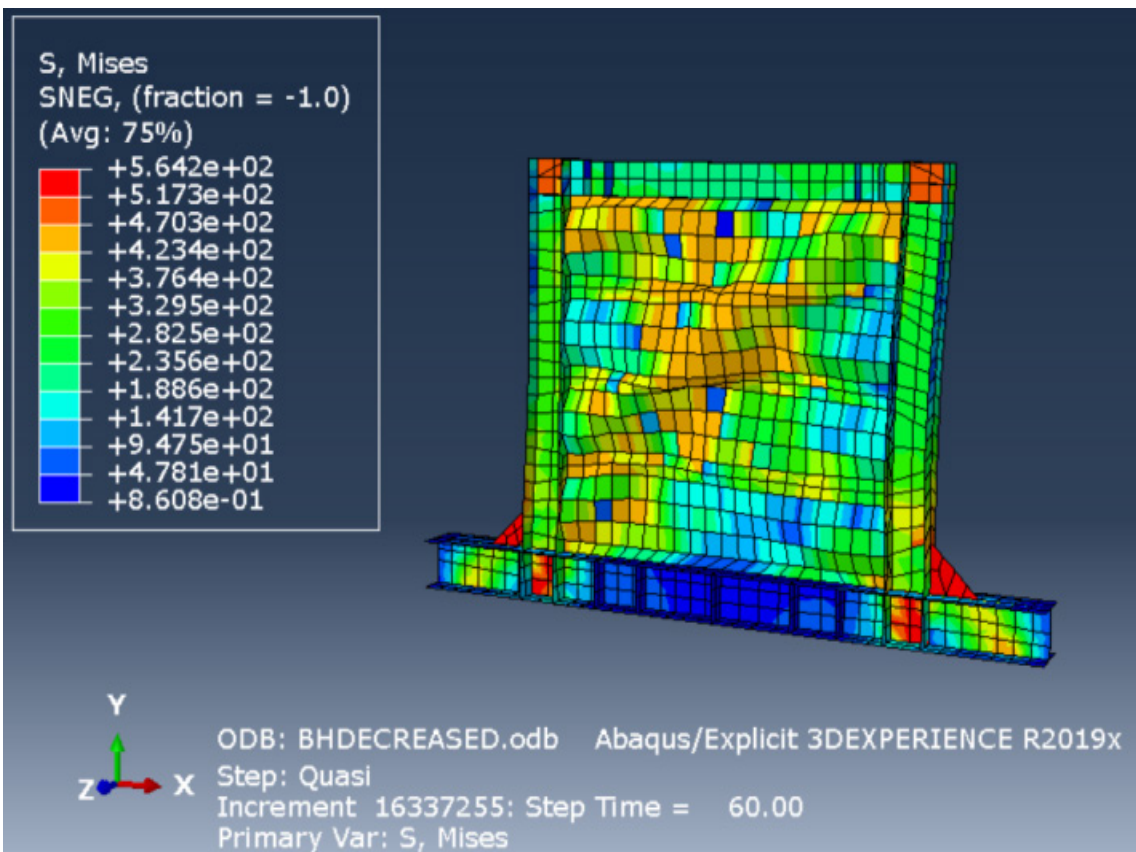 S, Mises
SNEG, (fraction = -1.0)
(Avg: 75%)
+5.642e+02
+5.173e+02
+4.703e+02
+4.234e+02
+3.764e+02
+3.295e+02
+2.825e+02
+2.356e+02
+1.886e+02
+1.417e+02
+9.475e+01
+4.781e+01
+8.608e-01
Y
Z X
ODB: BHDECREASED.odb Abaqus/Explicit 3DEXPERIENCE R2019x
Step: Quasi
Increment 16337255: Step Time = 60.00
Primary Var: S, Mises